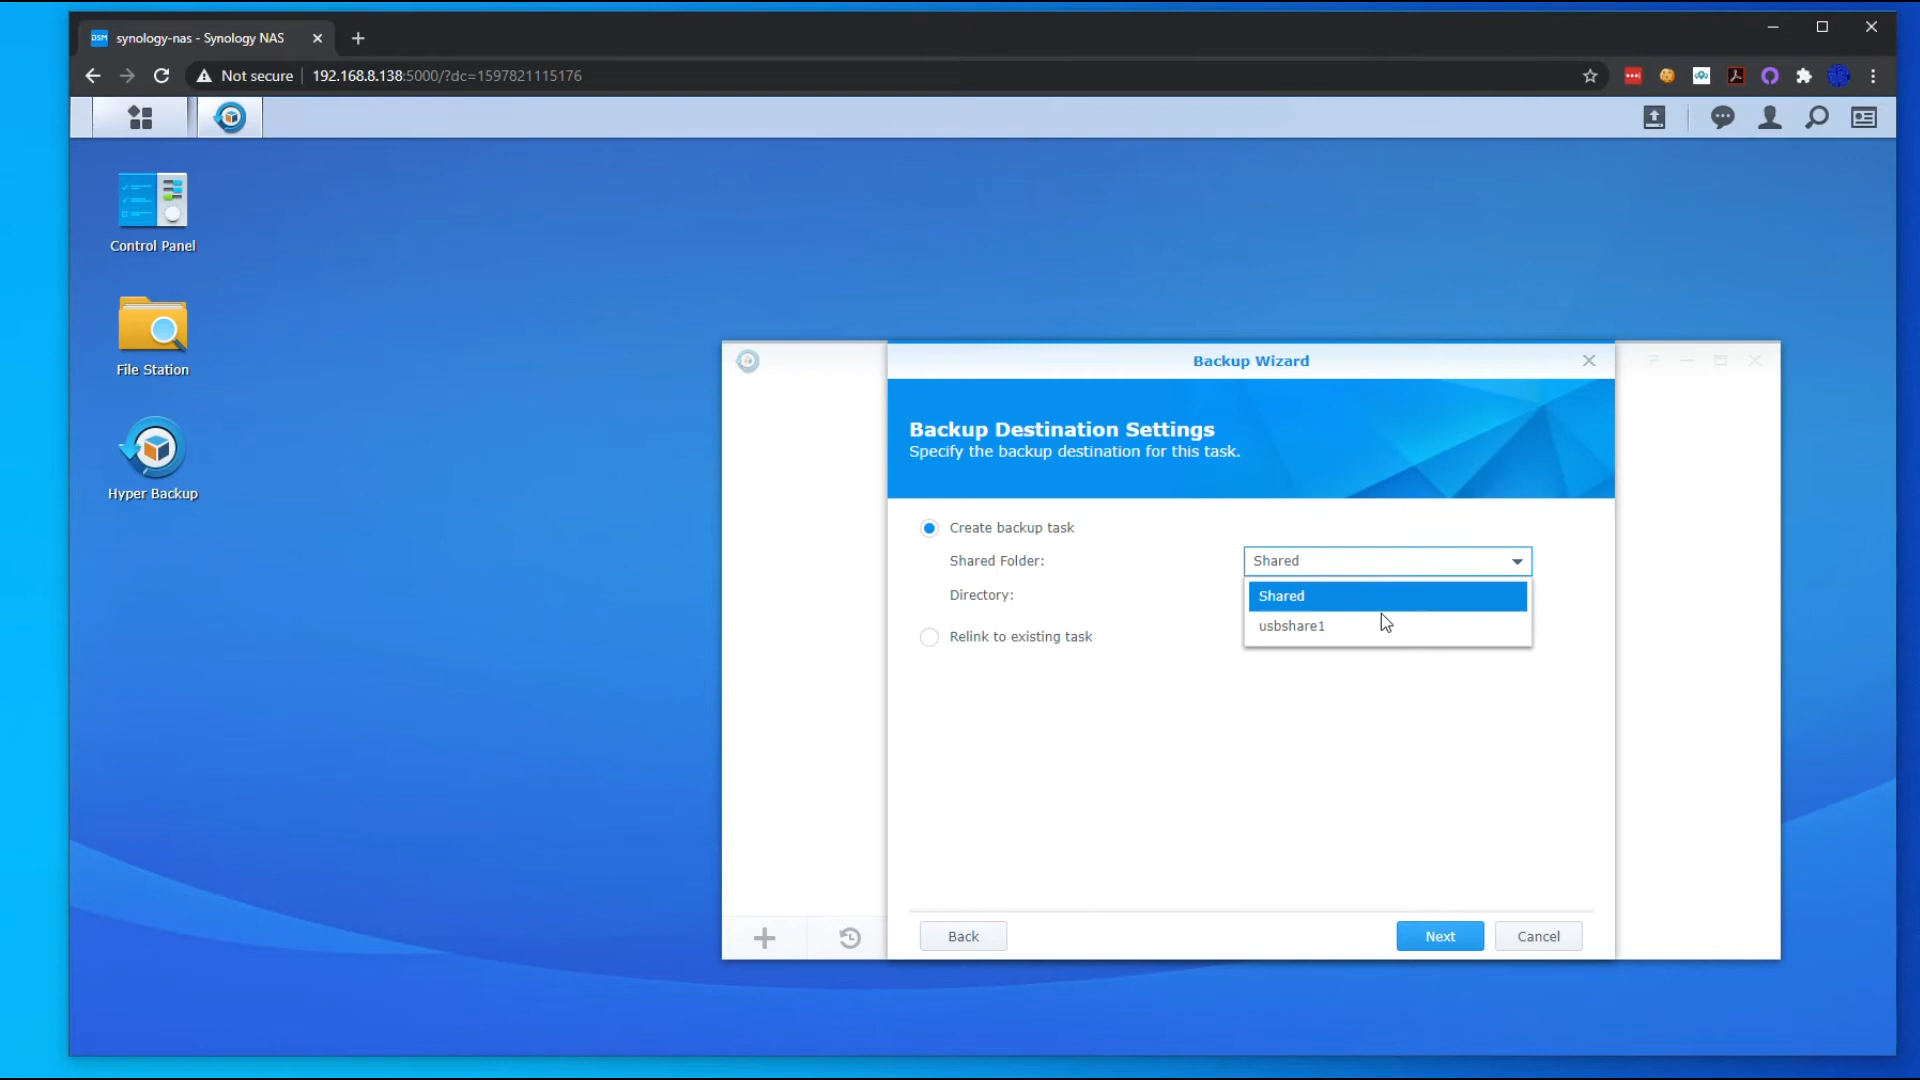 synology-nas - Synology NAS
Not secure
192.168.8.138:5000/?dc=1597821115176
Control Panel
File Station
Hyper Backup
Backup Wizard
Backup Destination Settings
Specify the backup destination for this task.
Create backup task
Shared Folder:
Shared
Directory:
Shared
usbshare1
Relink to existing task
Back
Next
Cancel